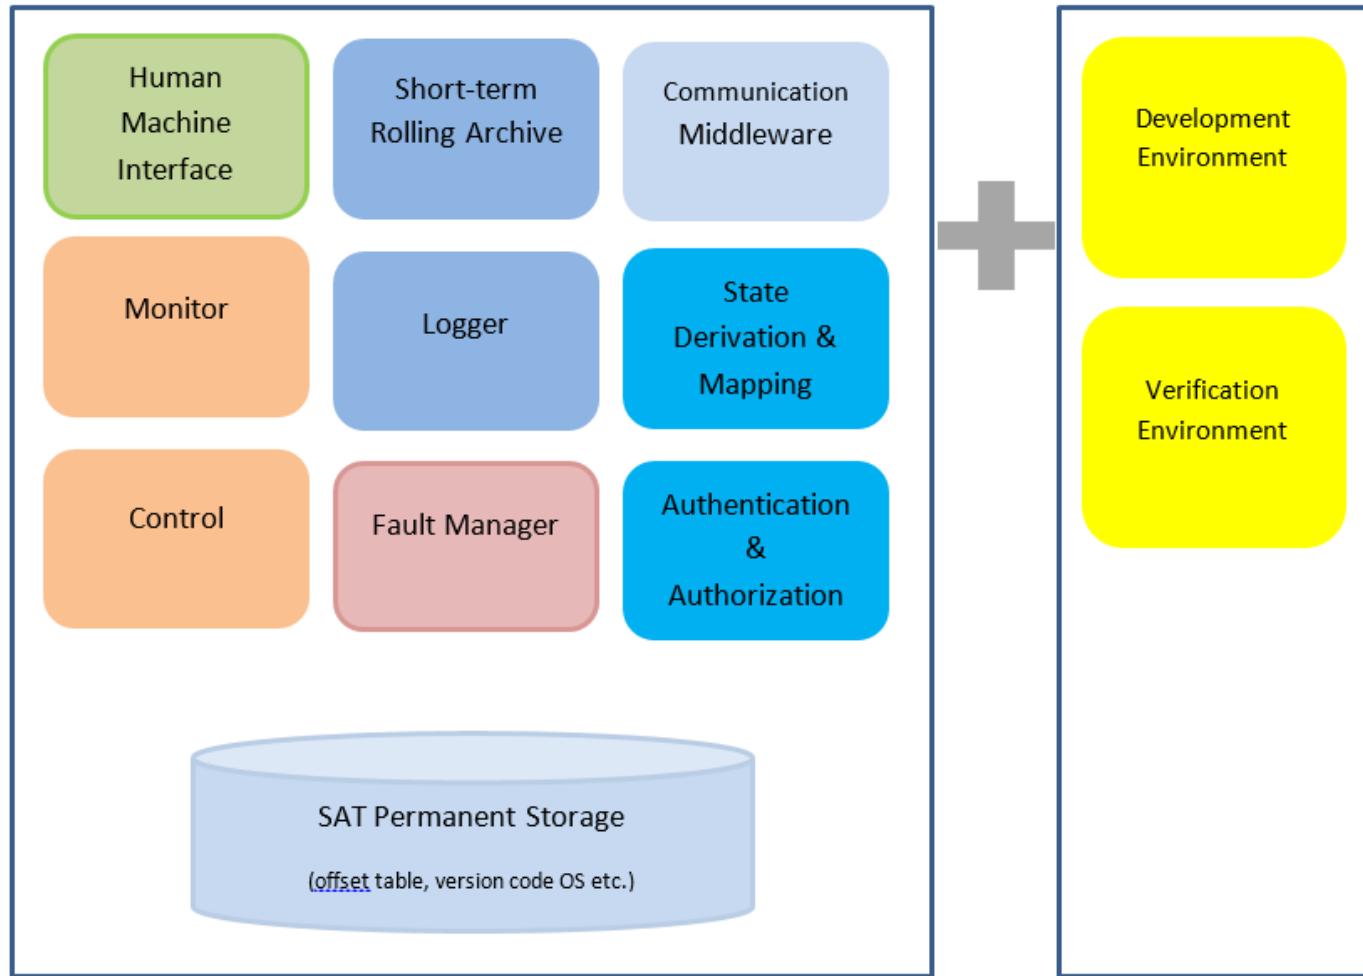 Human
Machine
Interface
Short-term
Rolling Archive
Communication
Middleware
Development
Environment
Monitor
Logger
State
Derivation &
Mapping
Verification
Environment
Control
Fault Manager
Authentication
&
Authorization
SAT Permanent Storage
(offset table, version code OS etc.)